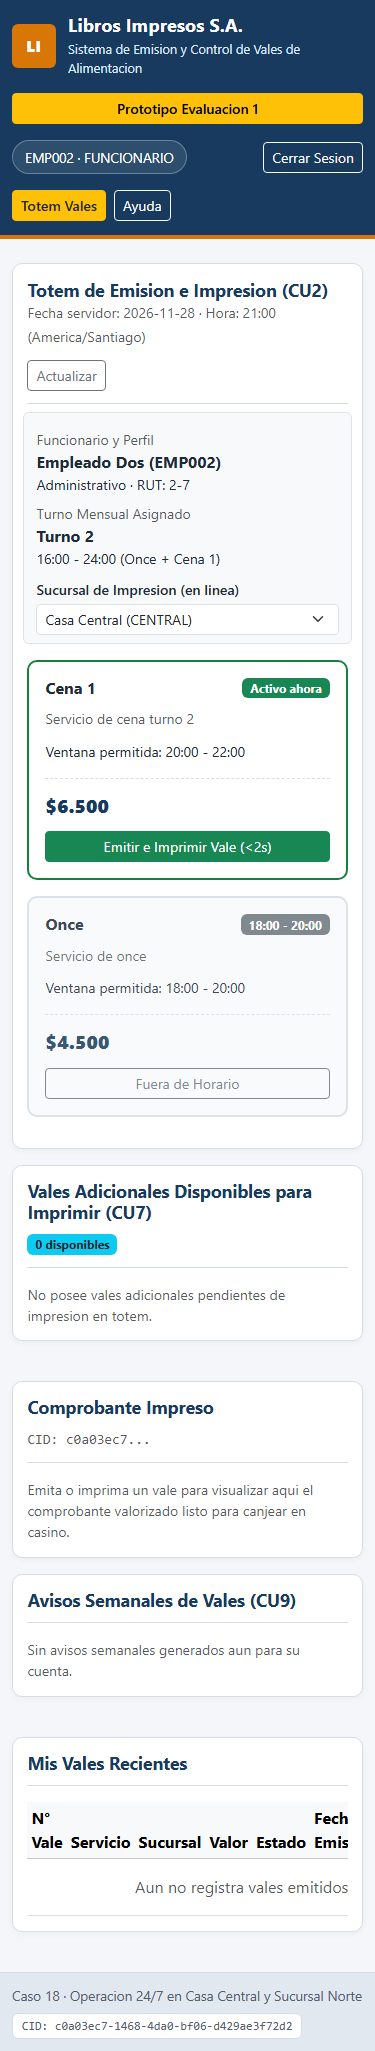 LI
Libros Impresos S.A.
Sistema de Emision y Control de Vales de
Alimentacion
Prototipo Evaluacion 1
EMP002 · FUNCIONARIO
Cerrar Sesion
Totem Vales
Ayuda
Totem de Emision e Impresion (CU2)
Fecha servidor: 2026-11-28 · Hora: 21:00
(America/Santiago)
Actualizar
Funcionario y Perfil
Empleado Dos (EMP002)
Administrativo · RUT: 2-7
Turno Mensual Asignado
Turno 2
16:00 - 24:00 (Once + Cena 1)
Sucursal de Impresion (en linea)
Casa Central (CENTRAL)
Cena 1
Activo ahora
Servicio de cena turno 2
Ventana permitida: 20:00 - 22:00
$6.500
Emitir e Imprimir Vale (<2s)
Once
18:00 - 20:00
Servicio de once
Ventana permitida: 18:00 - 20:00
$4.500
Fuera de Horario
Vales Adicionales Disponibles para
Imprimir (CU7)
0 disponibles
No posee vales adicionales pendientes de
impresion en totem.
Comprobante Impreso
CID: c0a03ec7...
Emita o imprima un vale para visualizar aqui el
comprobante valorizado listo para canjear en
casino.
Avisos Semanales de Vales (CU9)
Sin avisos semanales generados aun para su
cuenta.
Mis Vales Recientes
N° Fech
Vale Servicio Sucursal Valor Estado Emis
Aun no registra vales emitidos
Caso 18 · Operacion 24/7 en Casa Central y Sucursal Norte
CID: c0a03ec7-1468-4da0-bf06-d429ae3f72d2